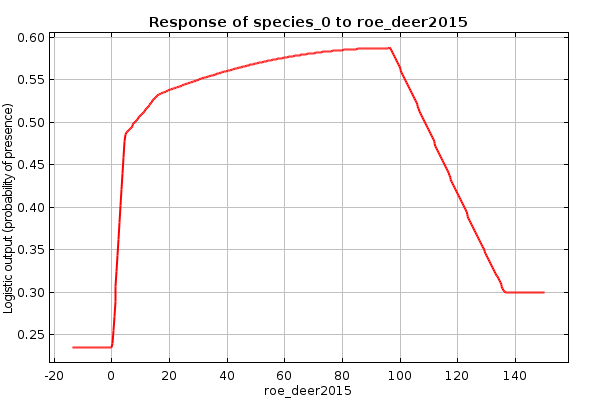 Response of species_0 to roe_deer2015
Logistic output (probability of presence)
0.60
0.55
0.50
0.45
0.40
0.35
0.30
0.25
-20 0 20 40 60 80 100 120 140
roe_deer2015